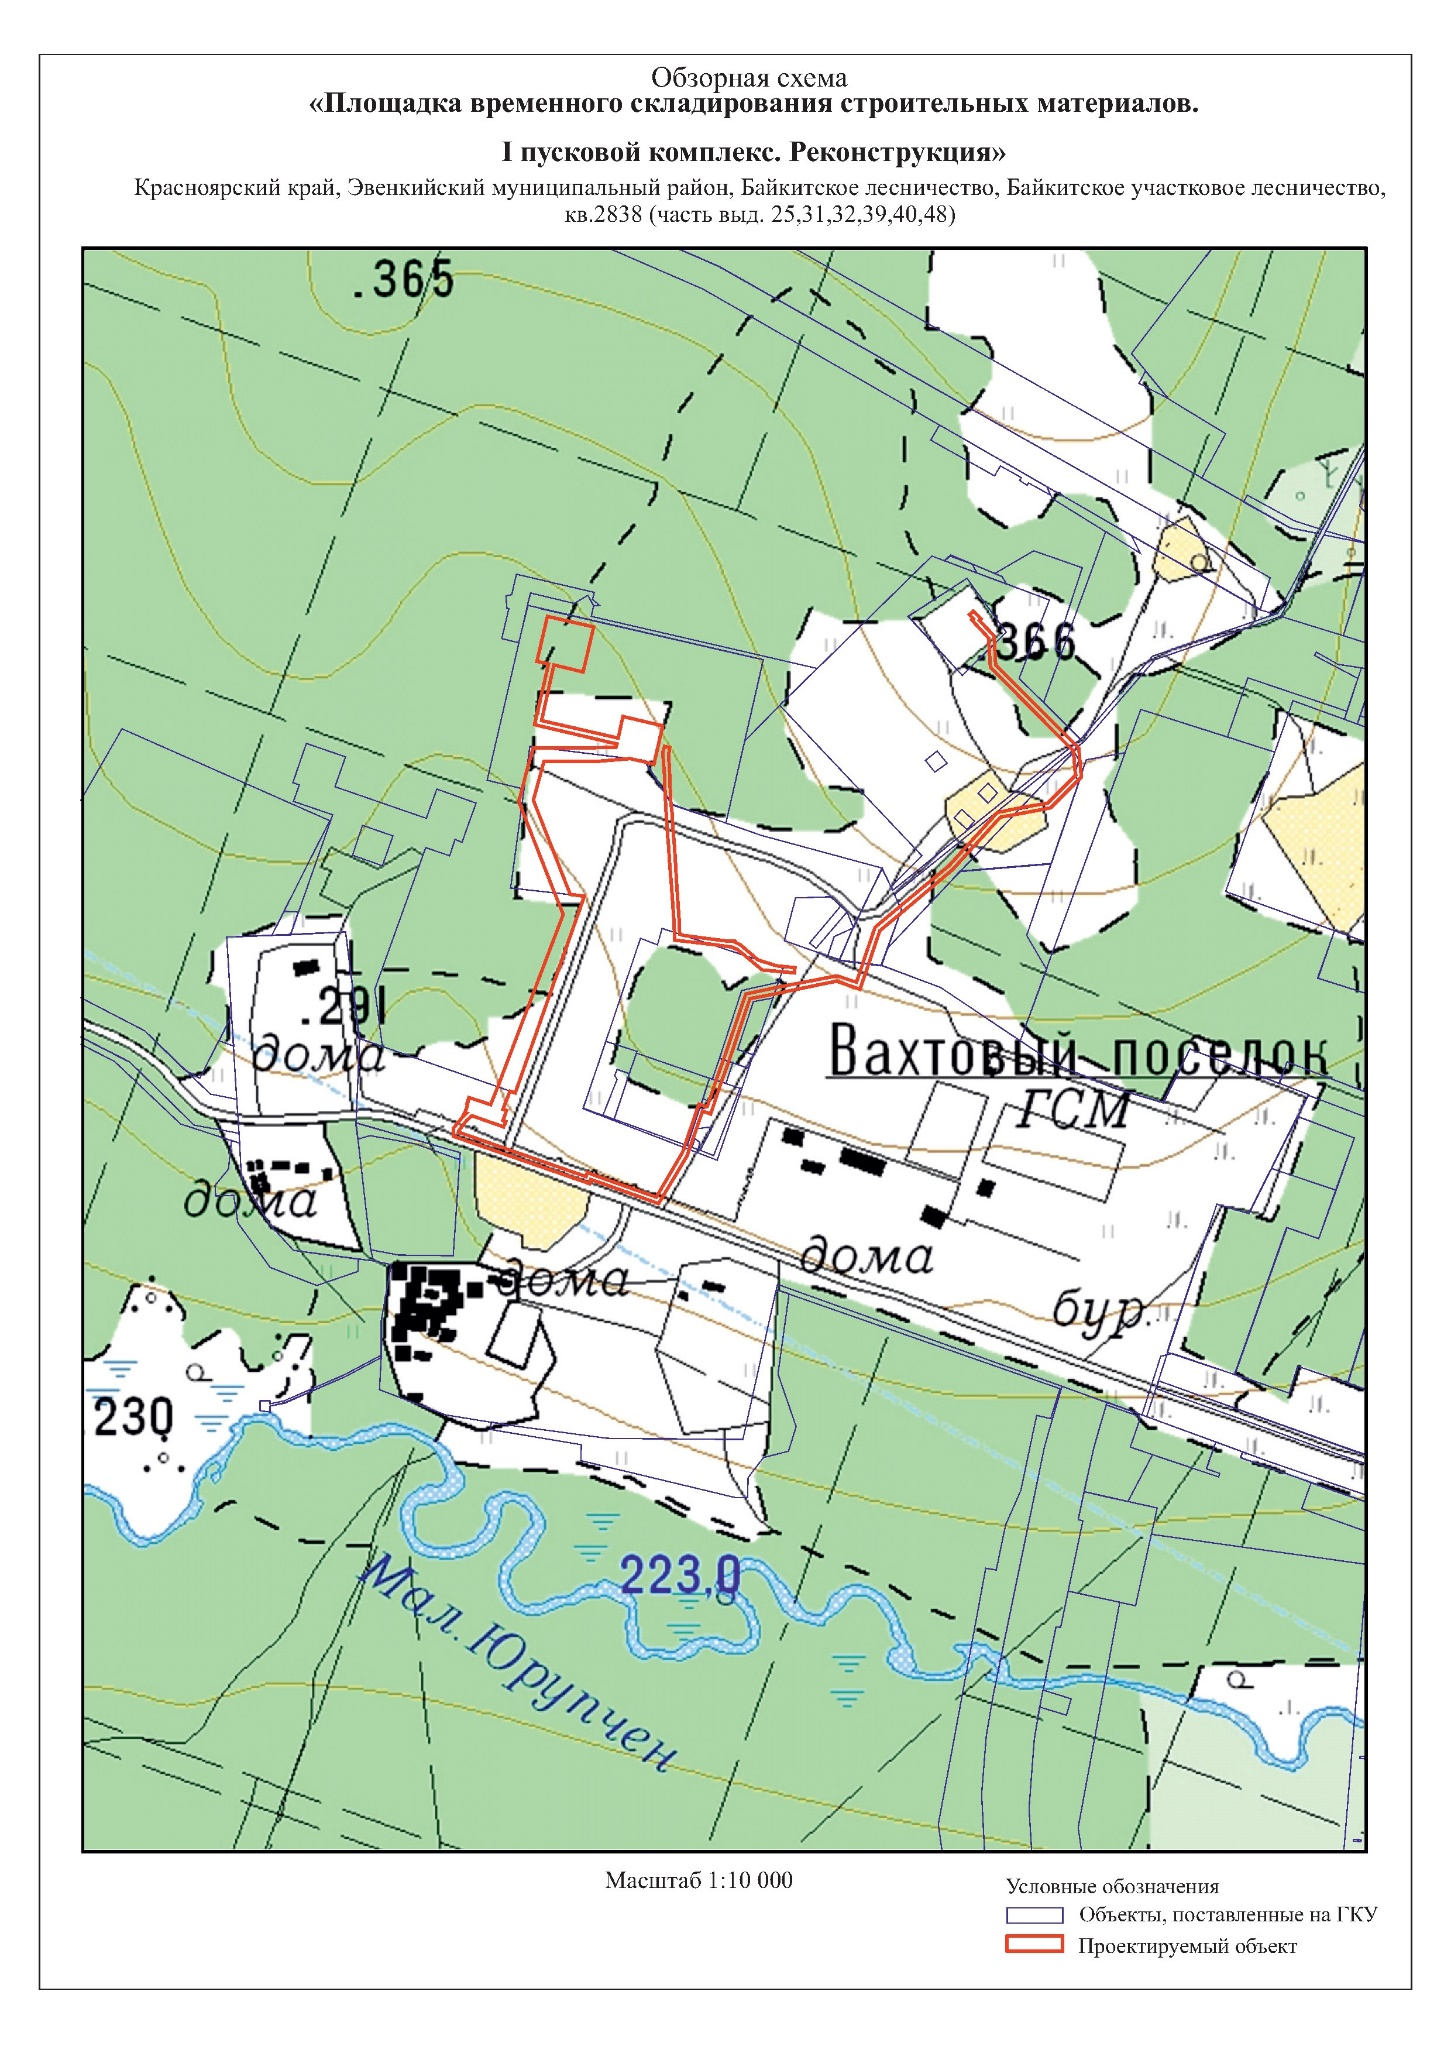 Обзорная схема
«Площадка временного складирования строительных материалов.
I пусковой комплекс. Реконструкция»
Красноярский край, Эвенкийский муниципальный район, Байкитское лесничество, Байкитское участковое лесничество,
кв.2838 (часть выд. 25,31,32,39,40,48)
.365
.366
.291
дома
Вахтовый поселок
ГСМ
дома
дома
дома
бур.
230
223,0
Мал. Юрупчен
Масштаб 1:10 000
Условные обозначения
Объекты, поставленные на ГКУ
Проектируемый объект